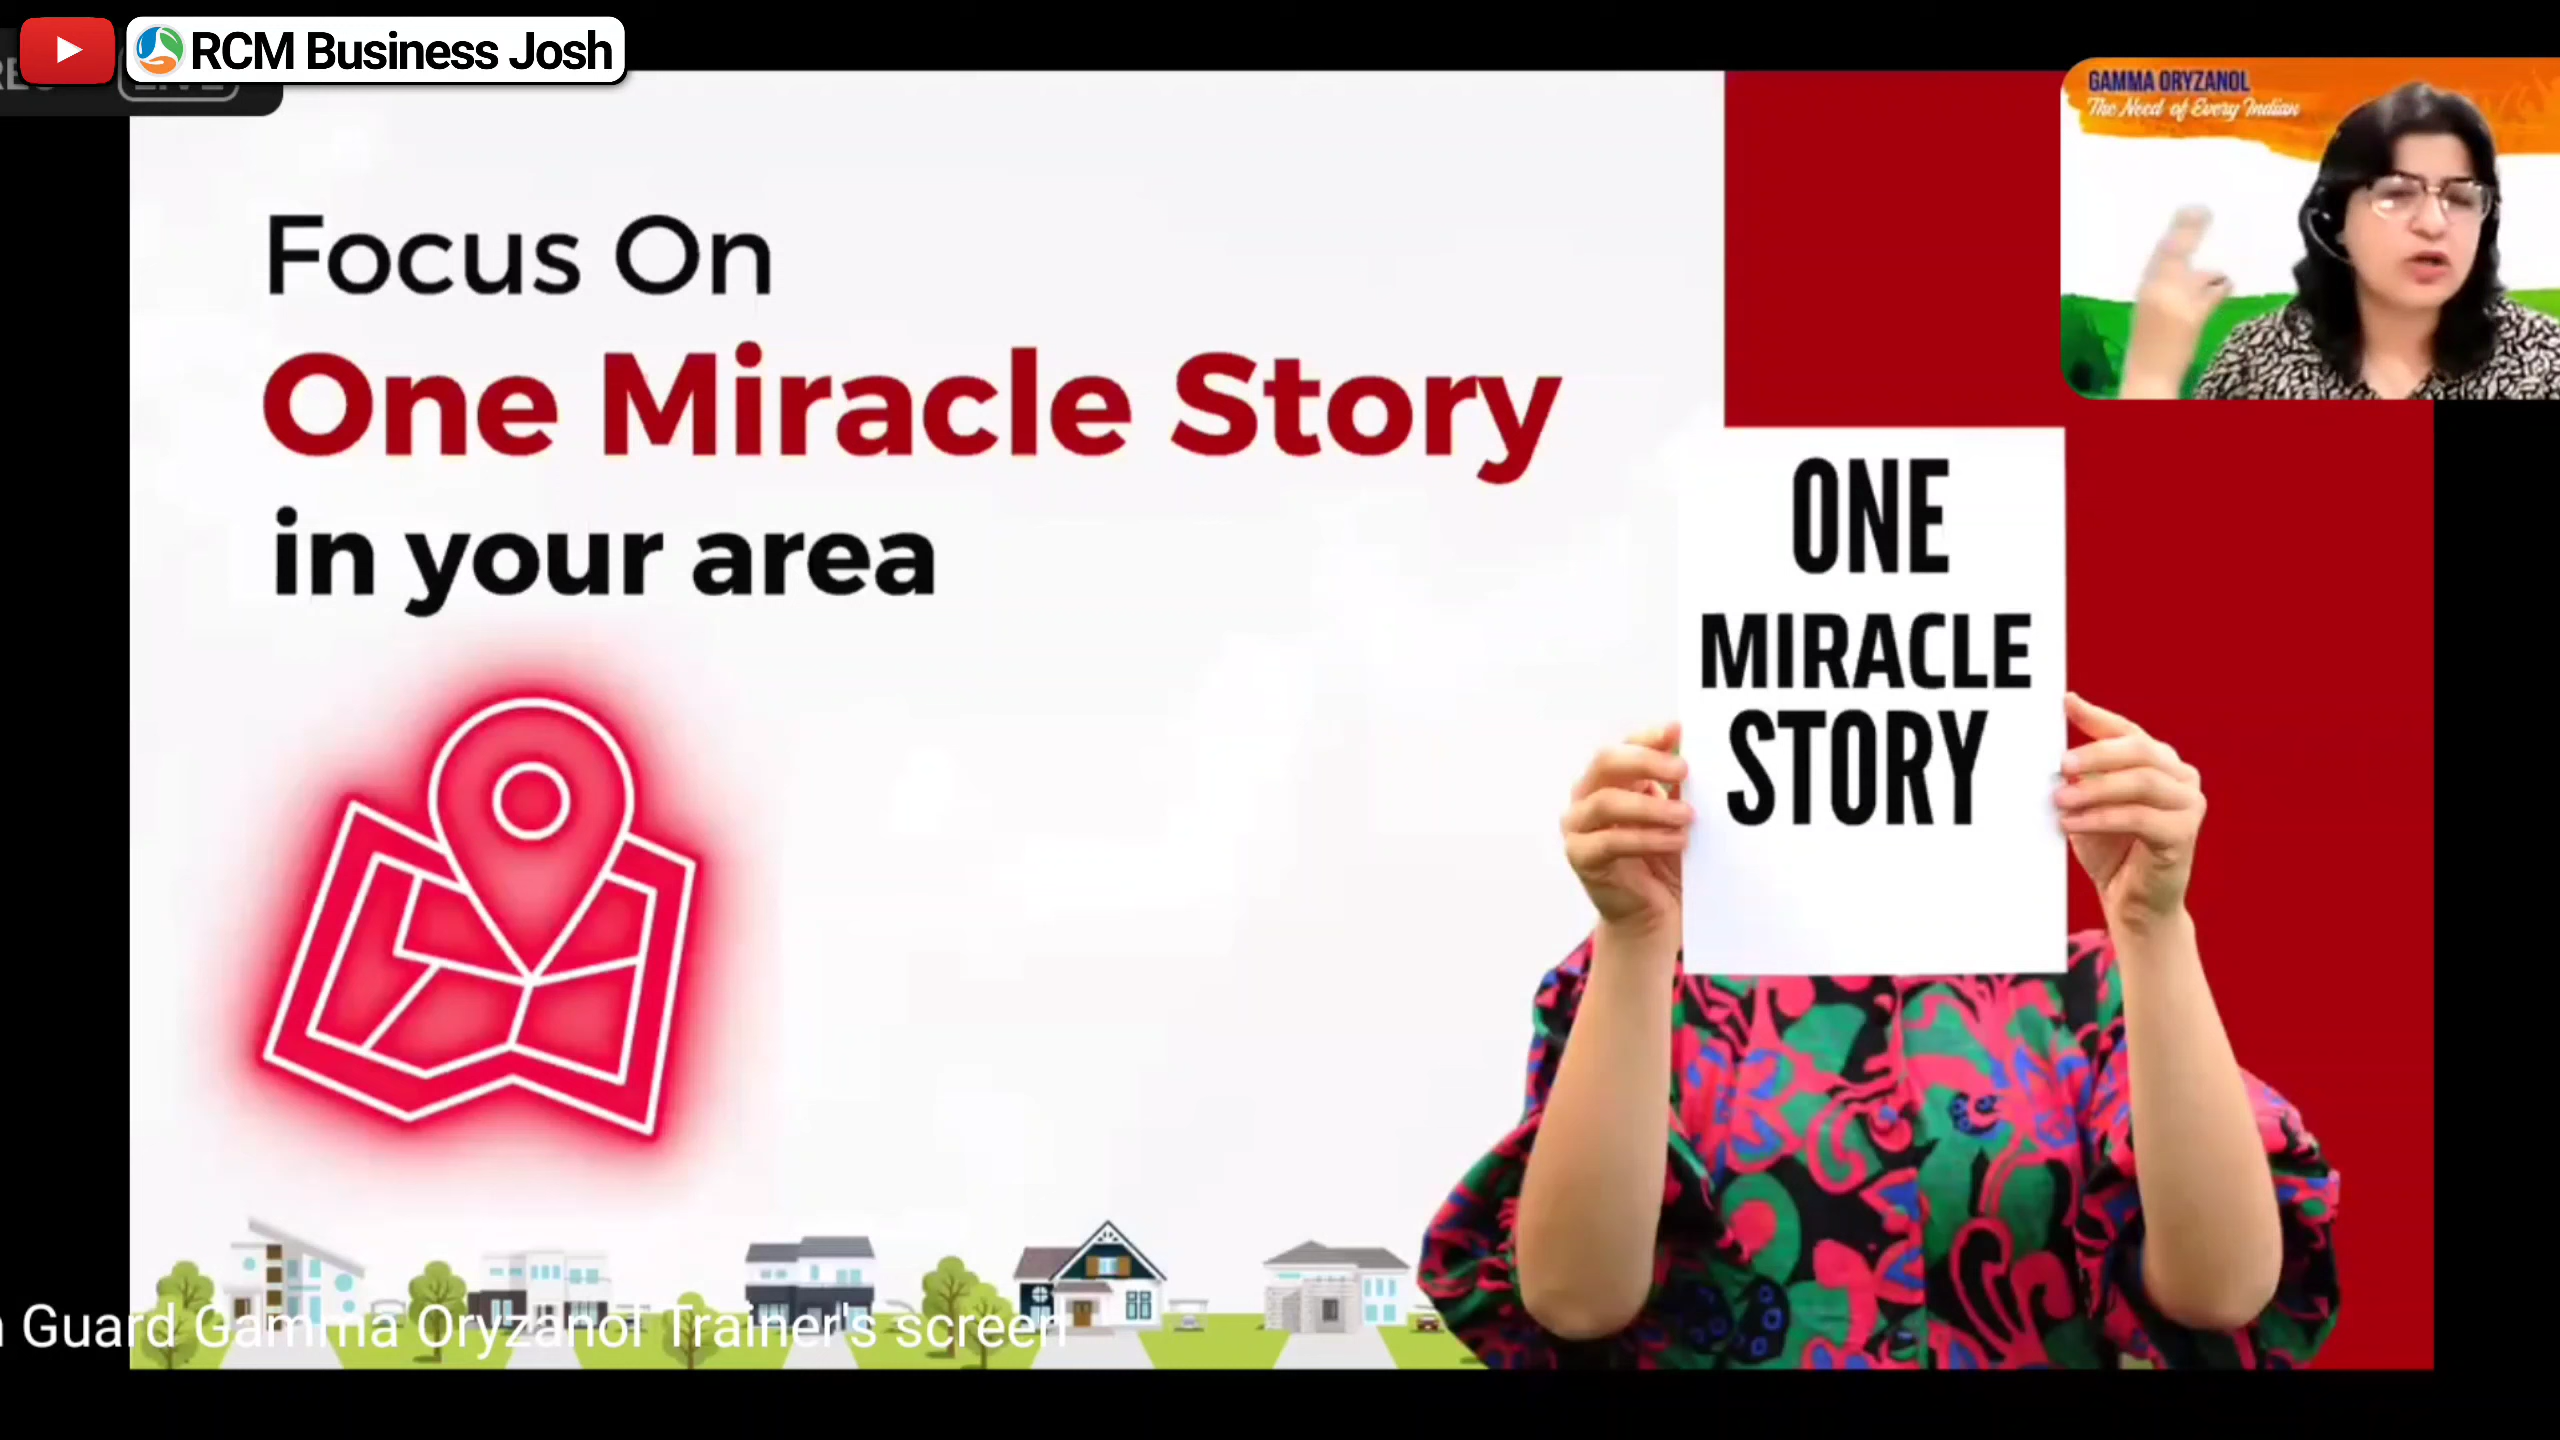 RCM Business Josh
LIVE
GAMMA ORYZANOL
The Need of Every Indian
Focus On
One Miracle Story
in your area
ONE
MIRACLE
STORY
Guard Gamma Oryzanol Trainer's screen